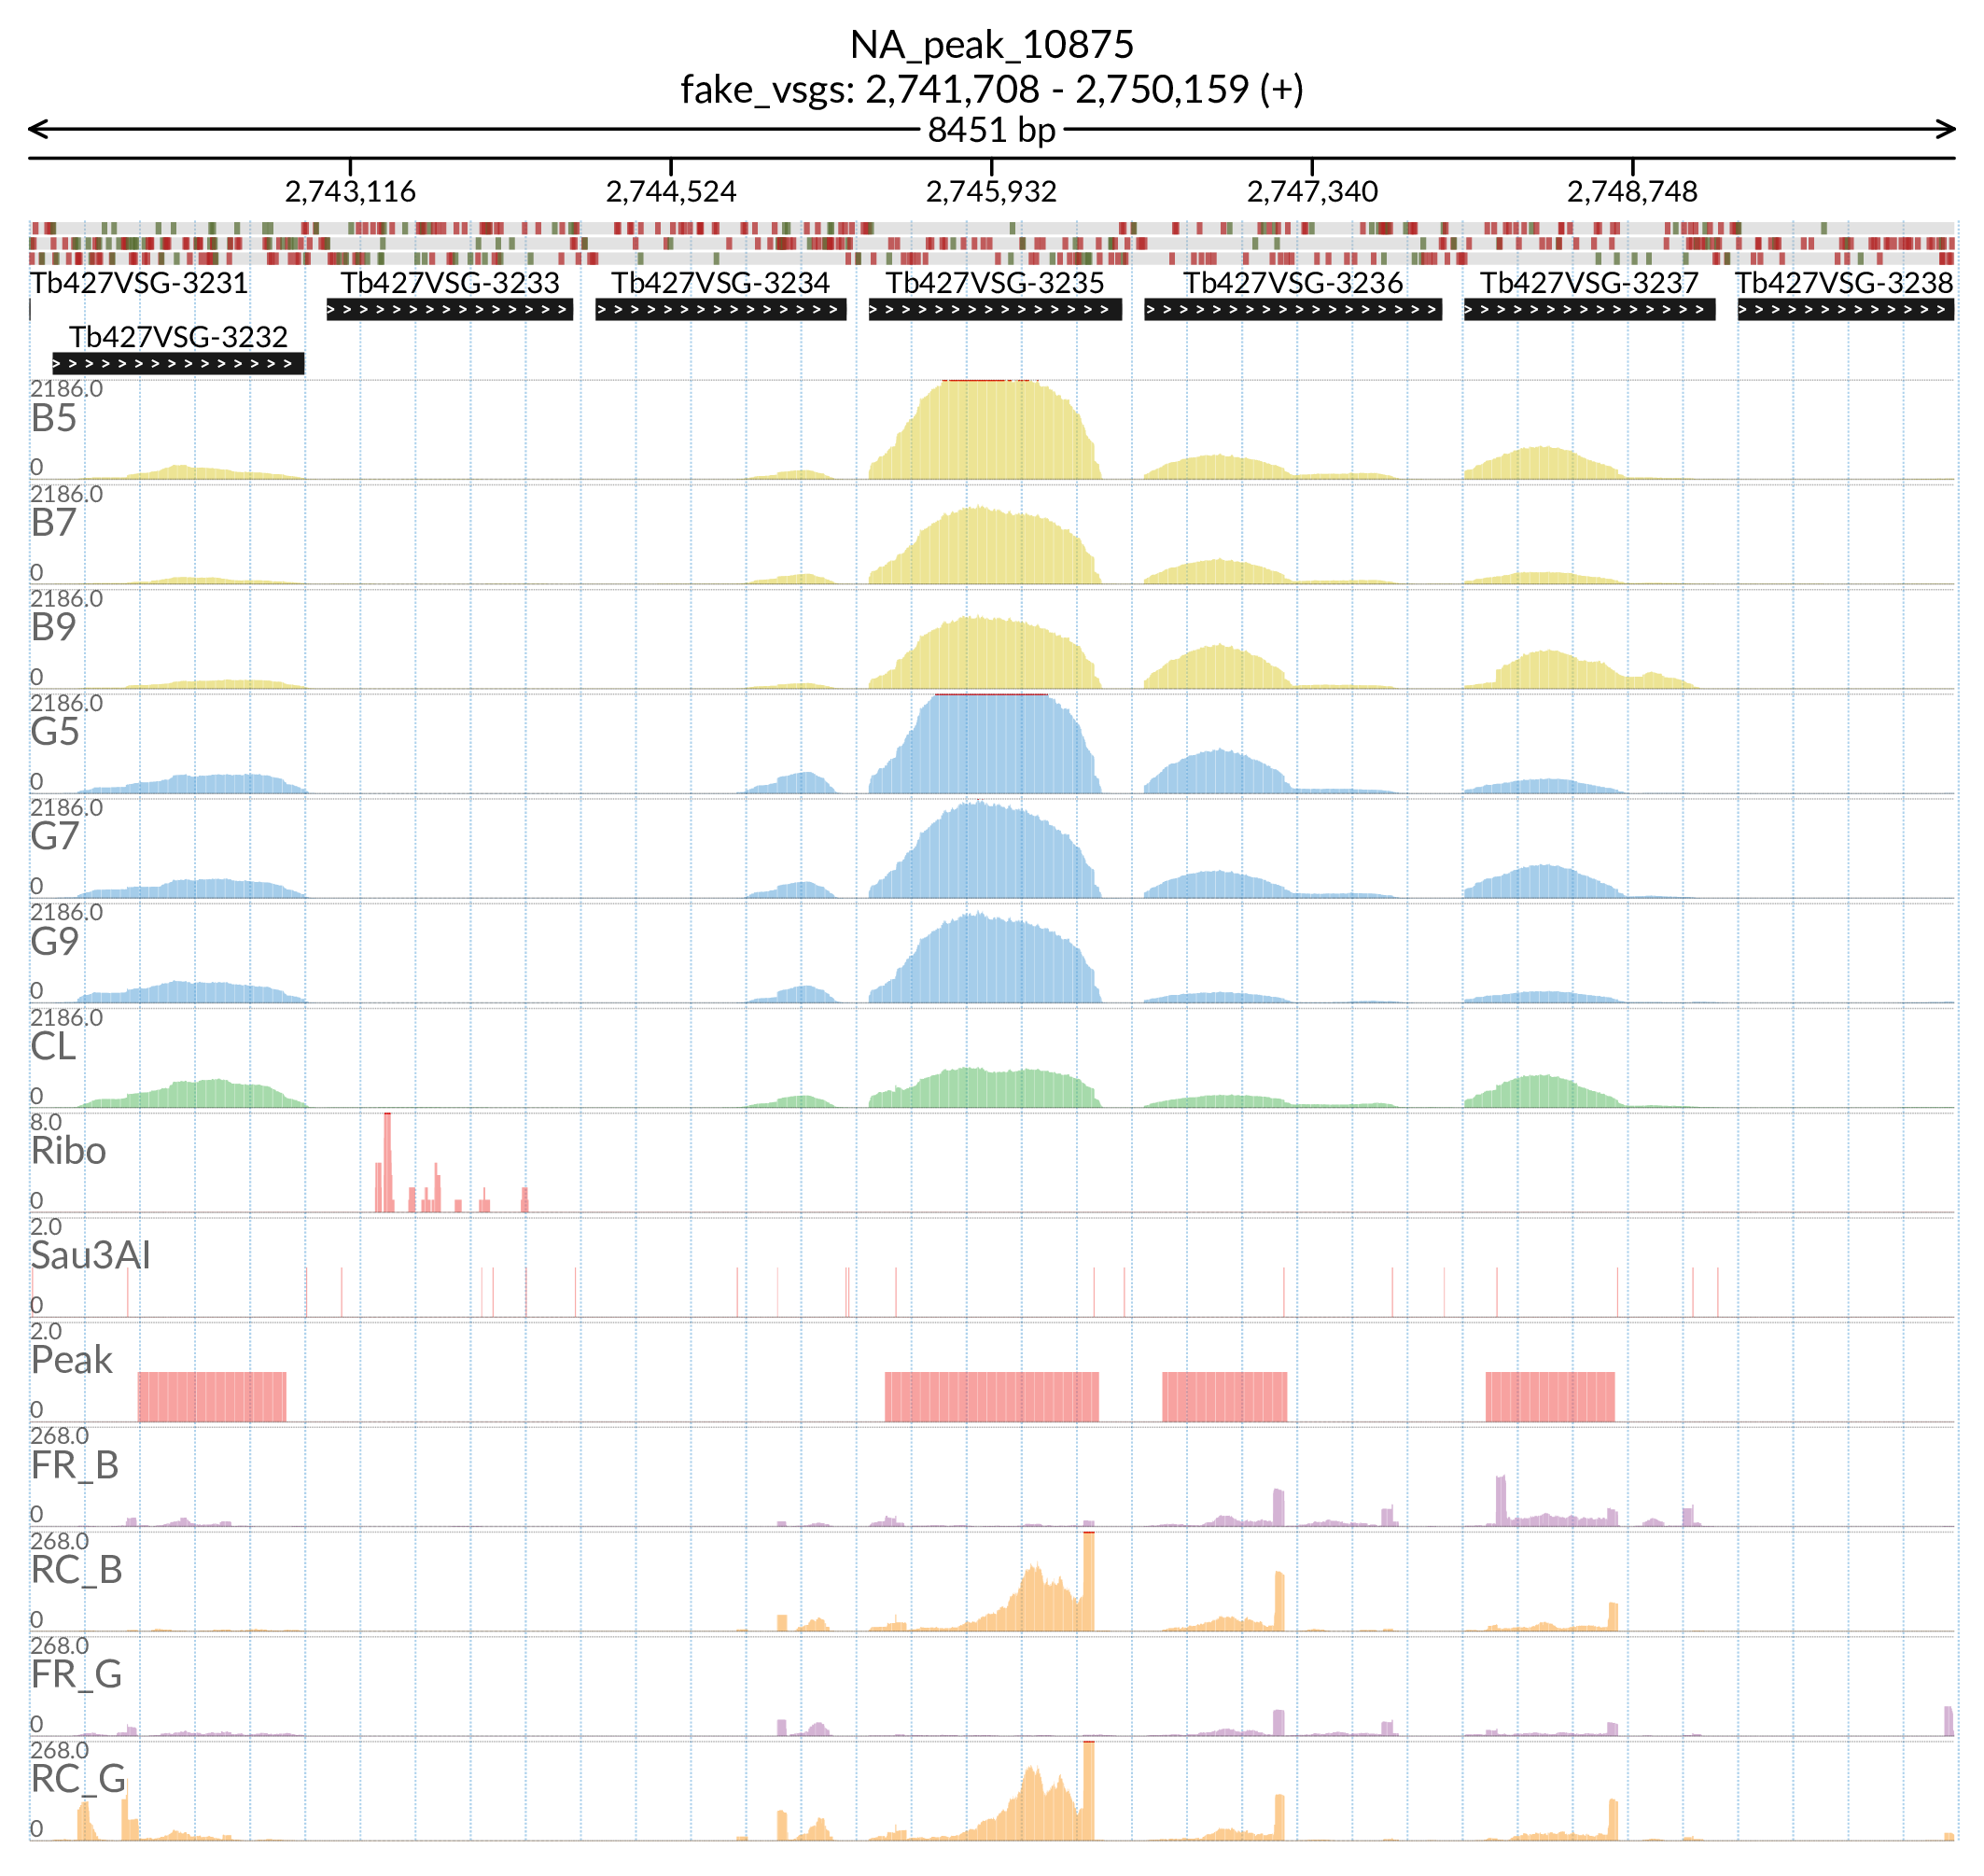 NA_peak_10875
fake_vsgs: 2,741,708 - 2,750,159 (+)
8451 bp
2,743,116 2,744,524 2,745,932 2,747,340 2,748,748
Tb427VSG-3231 Tb427VSG-3233 Tb427VSG-3234 Tb427VSG-3235 Tb427VSG-3236 Tb427VSG-3237 Tb427VSG-3238
Tb427VSG-3232
2186.0
B5
0
2186.0
B7
0
2186.0
B9
0
2186.0
G5
0
2186.0
G7
0
2186.0
G9
0
2186.0
CL
0
8.0
Ribo
0
2.0
Sau3AI
0
2.0
Peak
0
268.0
FR_B
0
268.0
RC_B
0
268.0
FR_G
0
268.0
RC_G
0